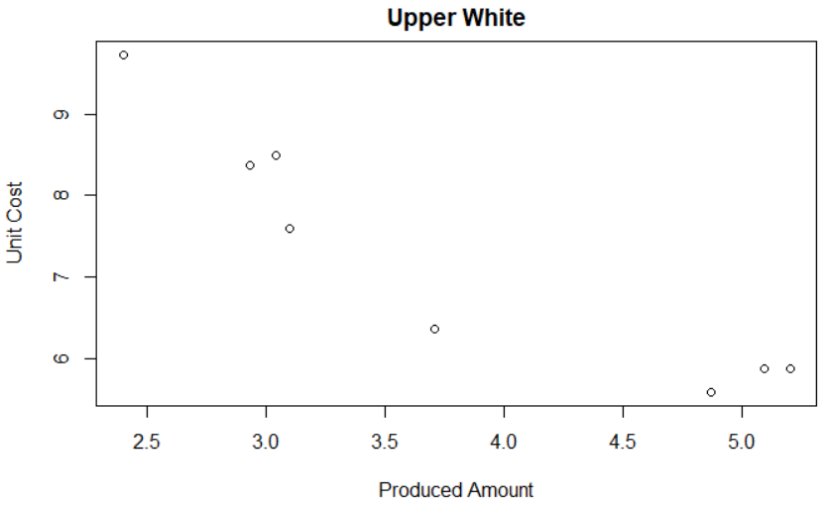 Upper White
Unit Cost
9
8
7
6
2.5 3.0 3.5 4.0 4.5 5.0
Produced Amount